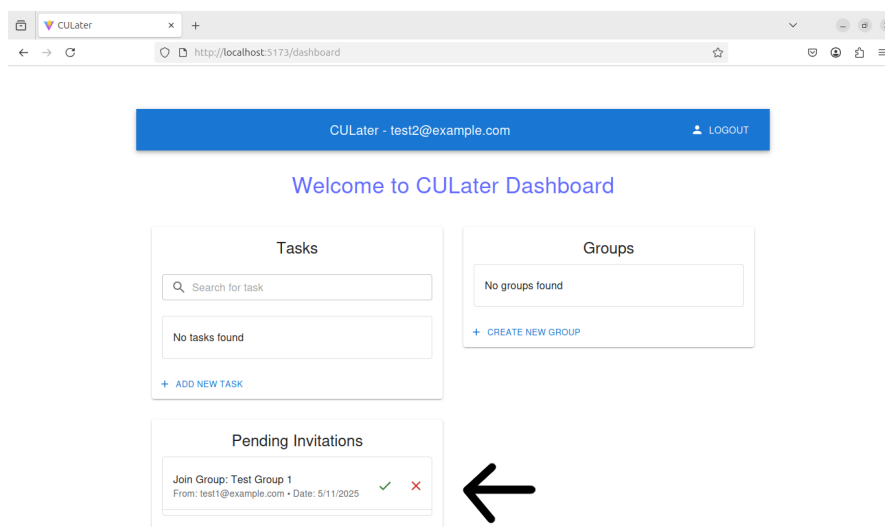 CULater
http://localhost:5173/dashboard
CULater - test2@example.com
LOGOUT
Welcome to CULater Dashboard
Tasks
Search for task
No tasks found
+ ADD NEW TASK
Groups
No groups found
+ CREATE NEW GROUP
Pending Invitations
Join Group: Test Group 1
From: test1@example.com • Date: 5/11/2025